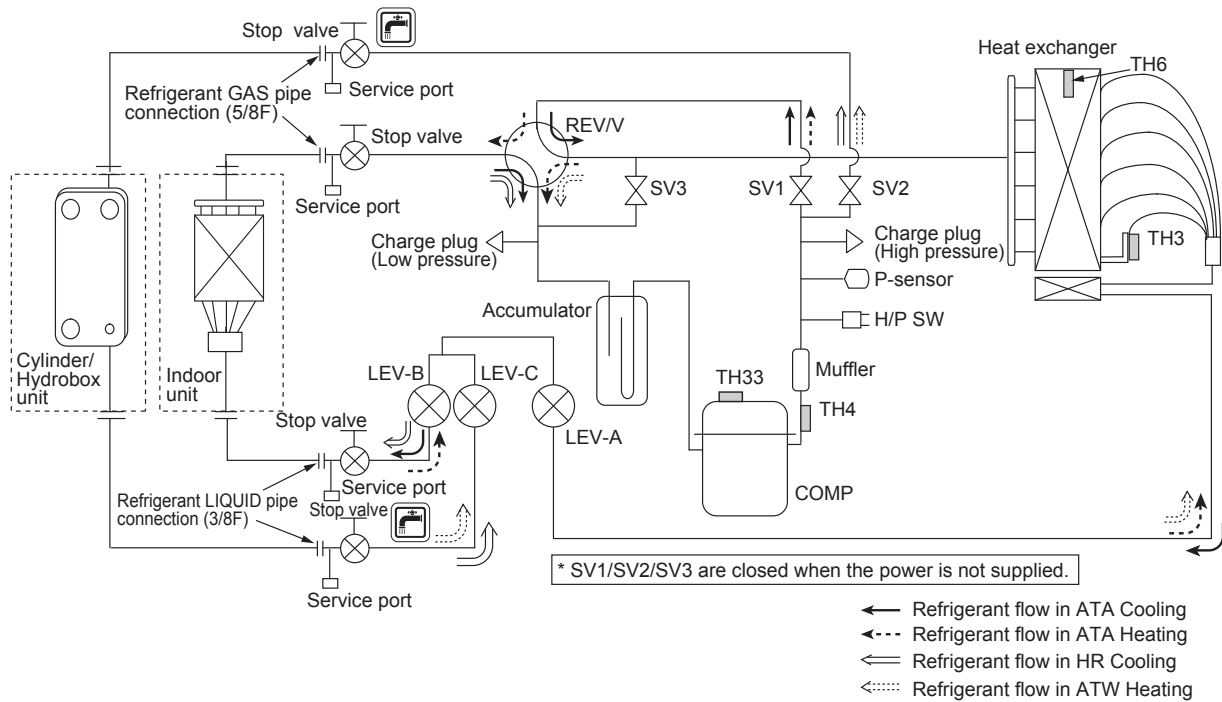 Stop valve
Heat exchanger
TH6
Service port
Refrigerant GAS pipe
connection (5/8F)
Stop valve
REV/V
Service port
SV3
SV1
SV2
TH3
Charge plug
(Low pressure)
Charge plug
(High pressure)
P-sensor
Accumulator
H/P SW
Cylinder/
Hydrobox
unit
Indoor
unit
LEV-B
LEV-C
Muffler
TH33
TH4
Stop valve
LEV-A
Service port
COMP
Refrigerant LIQUID pipe
connection (3/8F)
Stop valve
Service port
* SV1/SV2/SV3 are closed when the power is not supplied.
Refrigerant flow in ATA Cooling
Refrigerant flow in ATA Heating
Refrigerant flow in HR Cooling
Refrigerant flow in ATW Heating